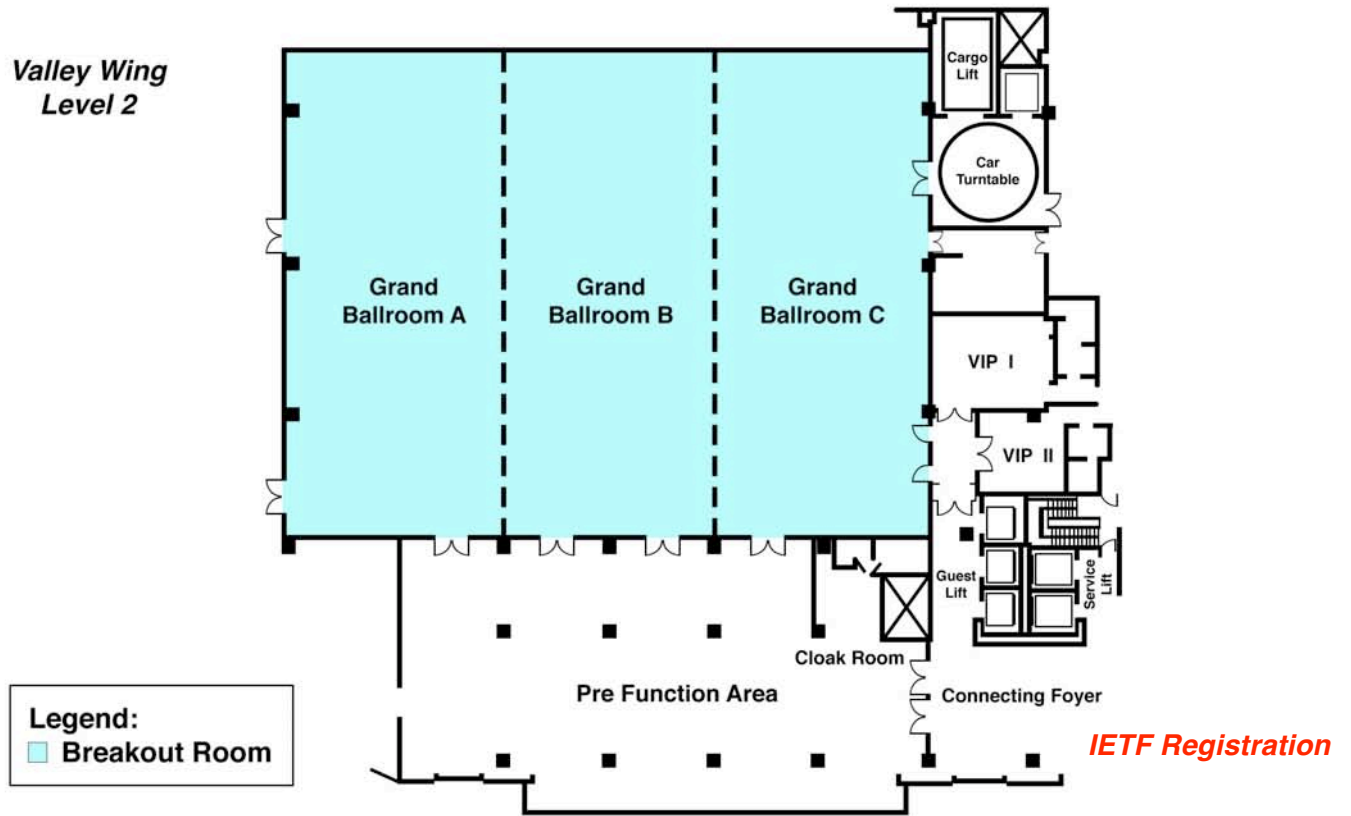 Valley Wing
Level 2
Cargo
Lift
Car
Turntable
Grand
Ballroom A
Grand
Ballroom B
Grand
Ballroom C
VIP I
VIP II
Guest
Lift
Service
Lift
Cloak Room
Pre Function Area
Connecting Foyer
IETF Registration
Legend:
Breakout Room